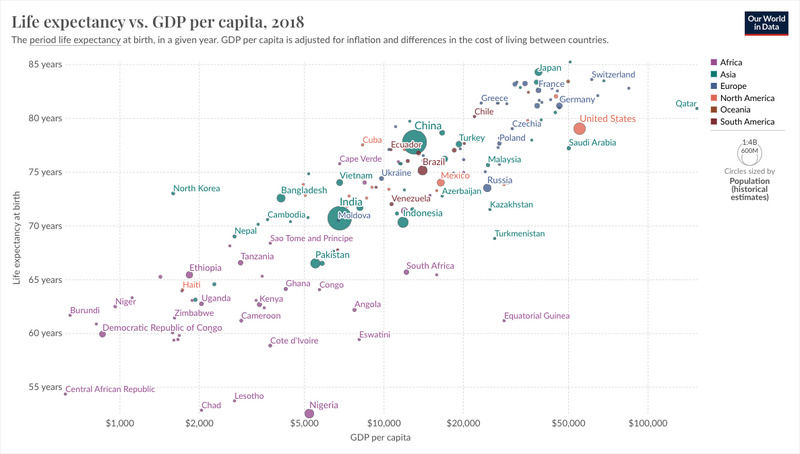 Life expectancy vs. GDP per capita, 2018
Our World
in Data
The period life expectancy at birth, in a given year. GDP per capita is adjusted for inflation and differences in the cost of living between countries.
85 years
80 years
75 years
70 years
65 years
60 years
55 years
Life expectancy at birth
Japan
Switzerland
France
Greece
Germany
Qatar
Chile
United States
China
Czechia
Cuba
Ecuador
Turkey
Poland
Saudi Arabia
Cape Verde
Brazil
Malaysia
Vietnam
Ukraine
Mexico
Russia
North Korea
Bangladesh
Azerbaijan
India
Venezuela
Kazakhstan
Cambodia
Moldova
Indonesia
Nepal
Sao Tome and Principe
Turkmenistan
Tanzania
Pakistan
Ethiopia
South Africa
Haiti
Ghana
Congo
Burundi
Niger
Uganda
Kenya
Angola
Zimbabwe
Cameroon
Equatorial Guinea
Democratic Republic of Congo
Cote d'Ivoire
Eswatini
Central African Republic
Chad
Lesotho
Nigeria
$1,000
$2,000
$5,000
$10,000
$20,000
$50,000
$100,000
GDP per capita
Africa
Asia
Europe
North America
Oceania
South America
1:4B
600M
Circles sized by
Population
(historical
estimates)